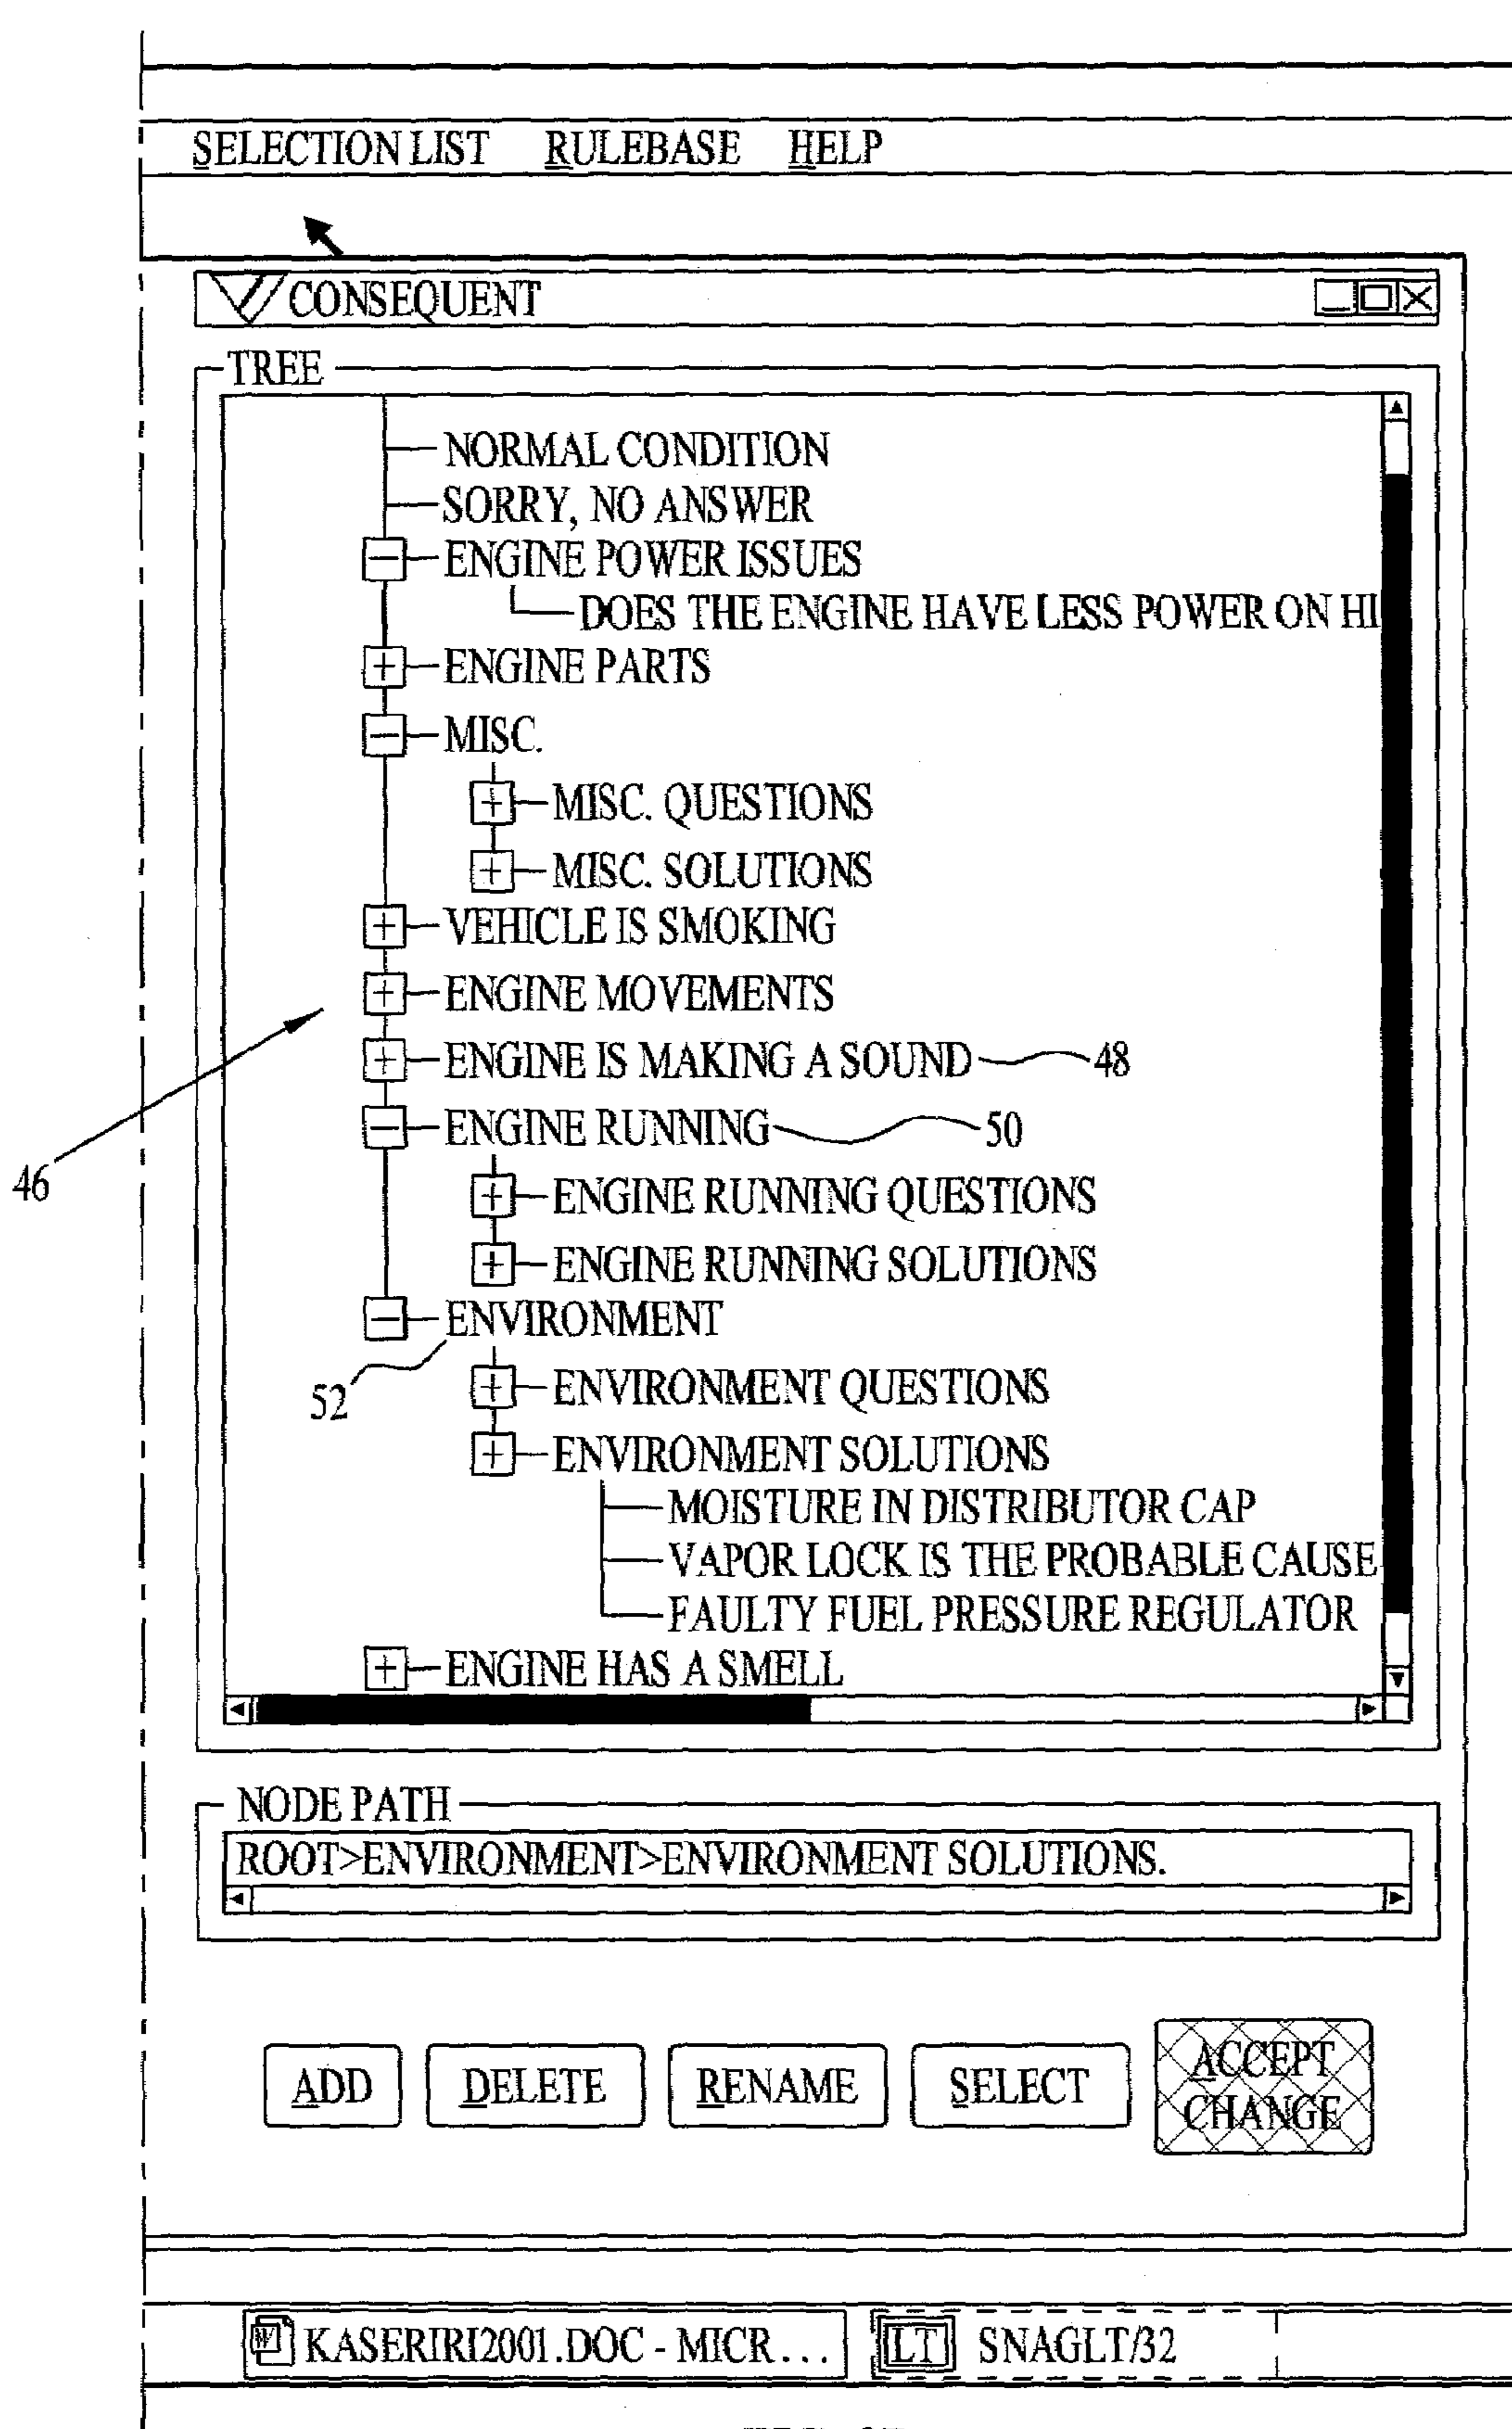 SELECTION LIST RULEBASE HELP
CONSEQUENT
TREE
NORMAL CONDITION
SORRY, NO ANSWER
ENGINE POWER ISSUES
DOES THE ENGINE HAVE LESS POWER ON HI
ENGINE PARTS
MISC.
MISC. QUESTIONS
MISC. SOLUTIONS
VEHICLE IS SMOKING
ENGINE MOVEMENTS
ENGINE IS MAKING A SOUND 48
ENGINE RUNNING 50
46
ENGINE RUNNING QUESTIONS
ENGINE RUNNING SOLUTIONS
ENVIRONMENT
52
ENVIRONMENT QUESTIONS
ENVIRONMENT SOLUTIONS
MOISTURE IN DISTRIBUTOR CAP
VAPOR LOCK IS THE PROBABLE CAUSE
FAULTY FUEL PRESSURE REGULATOR
ENGINE HAS A SMELL
NODE PATH
ROOT>ENVIRONMENT>ENVIRONMENT SOLUTIONS.
ADD DELETE RENAME SELECT ACCEPT
CHANGE
W KASERIRI2001.DOC - MICR... LT SNAGLT/32